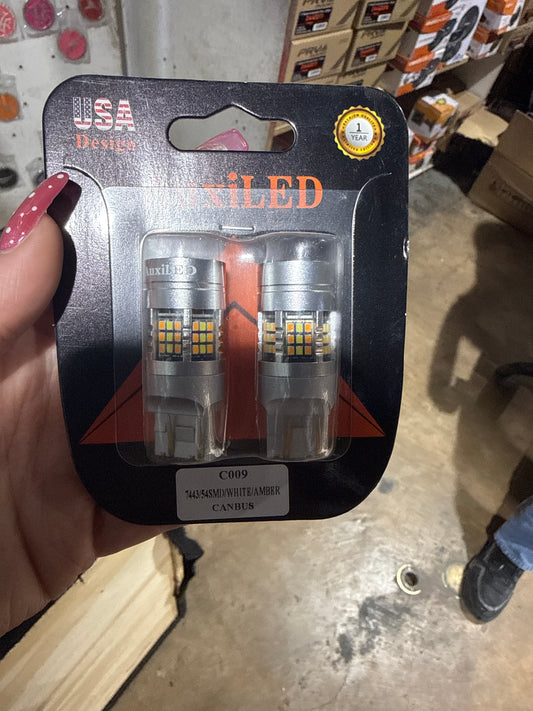 USA
Design
1
YEAR
AuxiLED
AuxiLED
C009
7443/54SMD/WHITE/AMBER
CANBUS